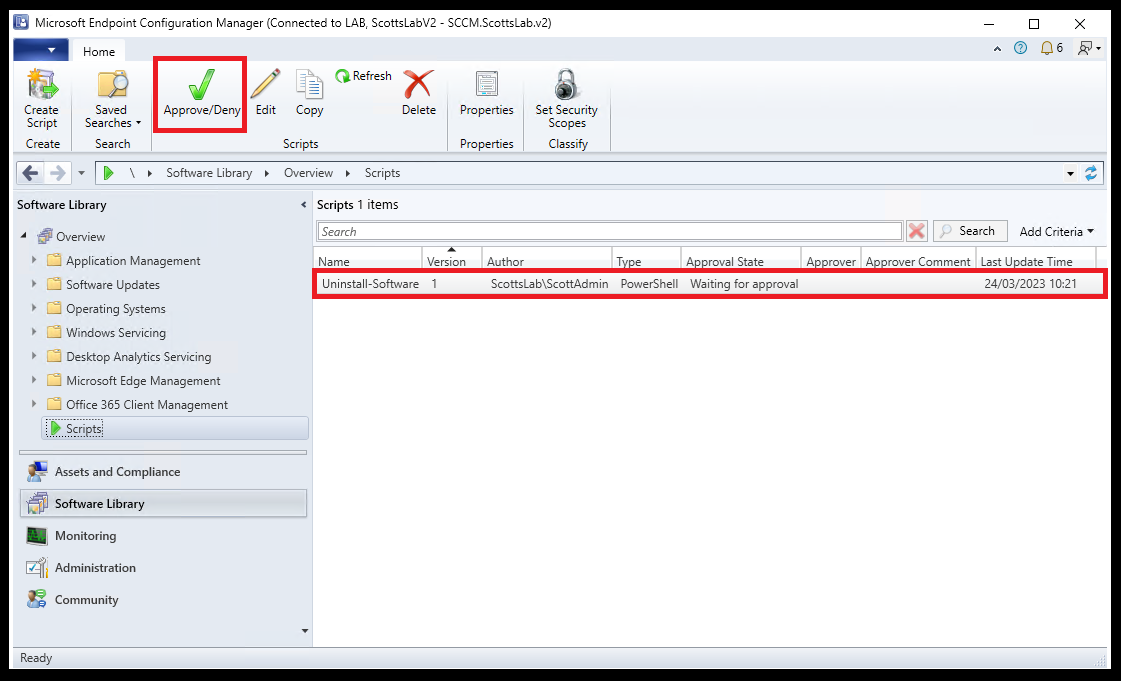 Microsoft Endpoint Configuration Manager (Connected to LAB, ScottsLabV2 - SCCM.ScottsLab.v2)
Home
6
Create
Script
Saved
Searches
Approve/Deny
Edit
Copy
Refresh
Delete
Properties
Set Security
Scopes
Create
Search
Scripts
Properties
Classify
\ Software Library Overview Scripts
Software Library
Overview
Application Management
Software Updates
Operating Systems
Windows Servicing
Desktop Analytics Servicing
Microsoft Edge Management
Office 365 Client Management
Scripts
Assets and Compliance
Software Library
Monitoring
Administration
Community
Scripts 1 items
Search
Search
Add Criteria
Name Version Author Type Approval State Approver Approver Comment Last Update Time
Uninstall-Software 1 ScottsLab\ScottAdmin PowerShell Waiting for approval 24/03/2023 10:21
Ready